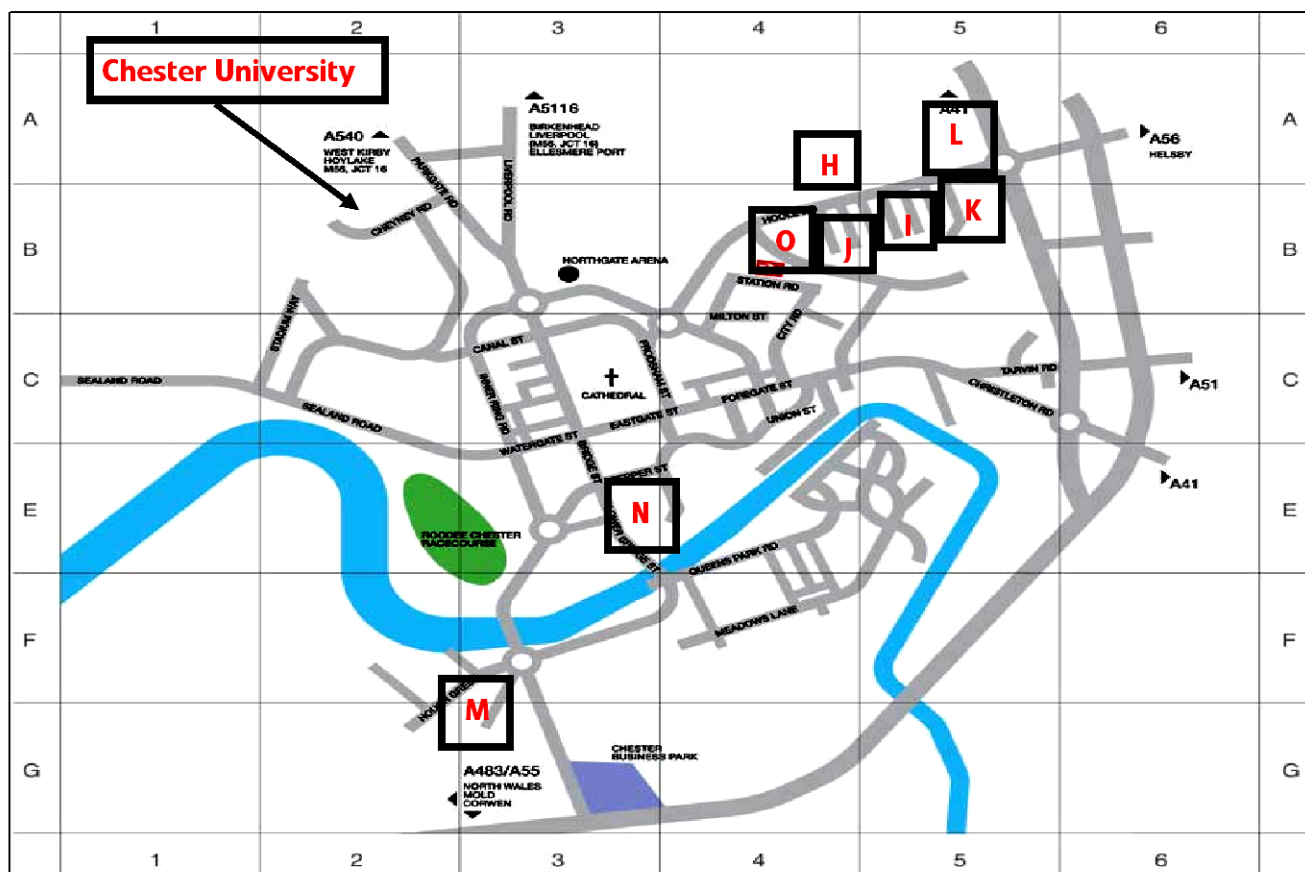 1 2 3 4 5 6
Chester University
A A
A5116
BIRKENHEAD
LIVERPOOL
(M56, JCT 16)
ELLESMERE PORT
A540
WEST KIRBY
HOYLAKE
M56, JCT 16
A41
L
H
A56
HELSBY
PARKGATE RD
LIVERPOOL RD
CHEYNEY RD
B B
O
J
I
K
NORTHGATE ARENA
STATION RD
STADIUM WAY
MILTON ST
CITY RD
CANAL ST
FRODSHAM ST
C C
SEALAND ROAD
INNER RING RD
CATHEDRAL
FOREGATE ST
TARVIN RD
CHRISTLETON RD
A51
SEALAND ROAD
EASTGATE ST
UNION ST
WATERGATE ST
BRIDGE ST
A41
E E
N
ROODEE CHESTER
RACECOURSE
QUEENS PARK RD
MEADOWS LANE
F F
M
CHESTER
BUSINESS PARK
G G
A483/A55
NORTH WALES
MOLD
CORWEN
1 2 3 4 5 6